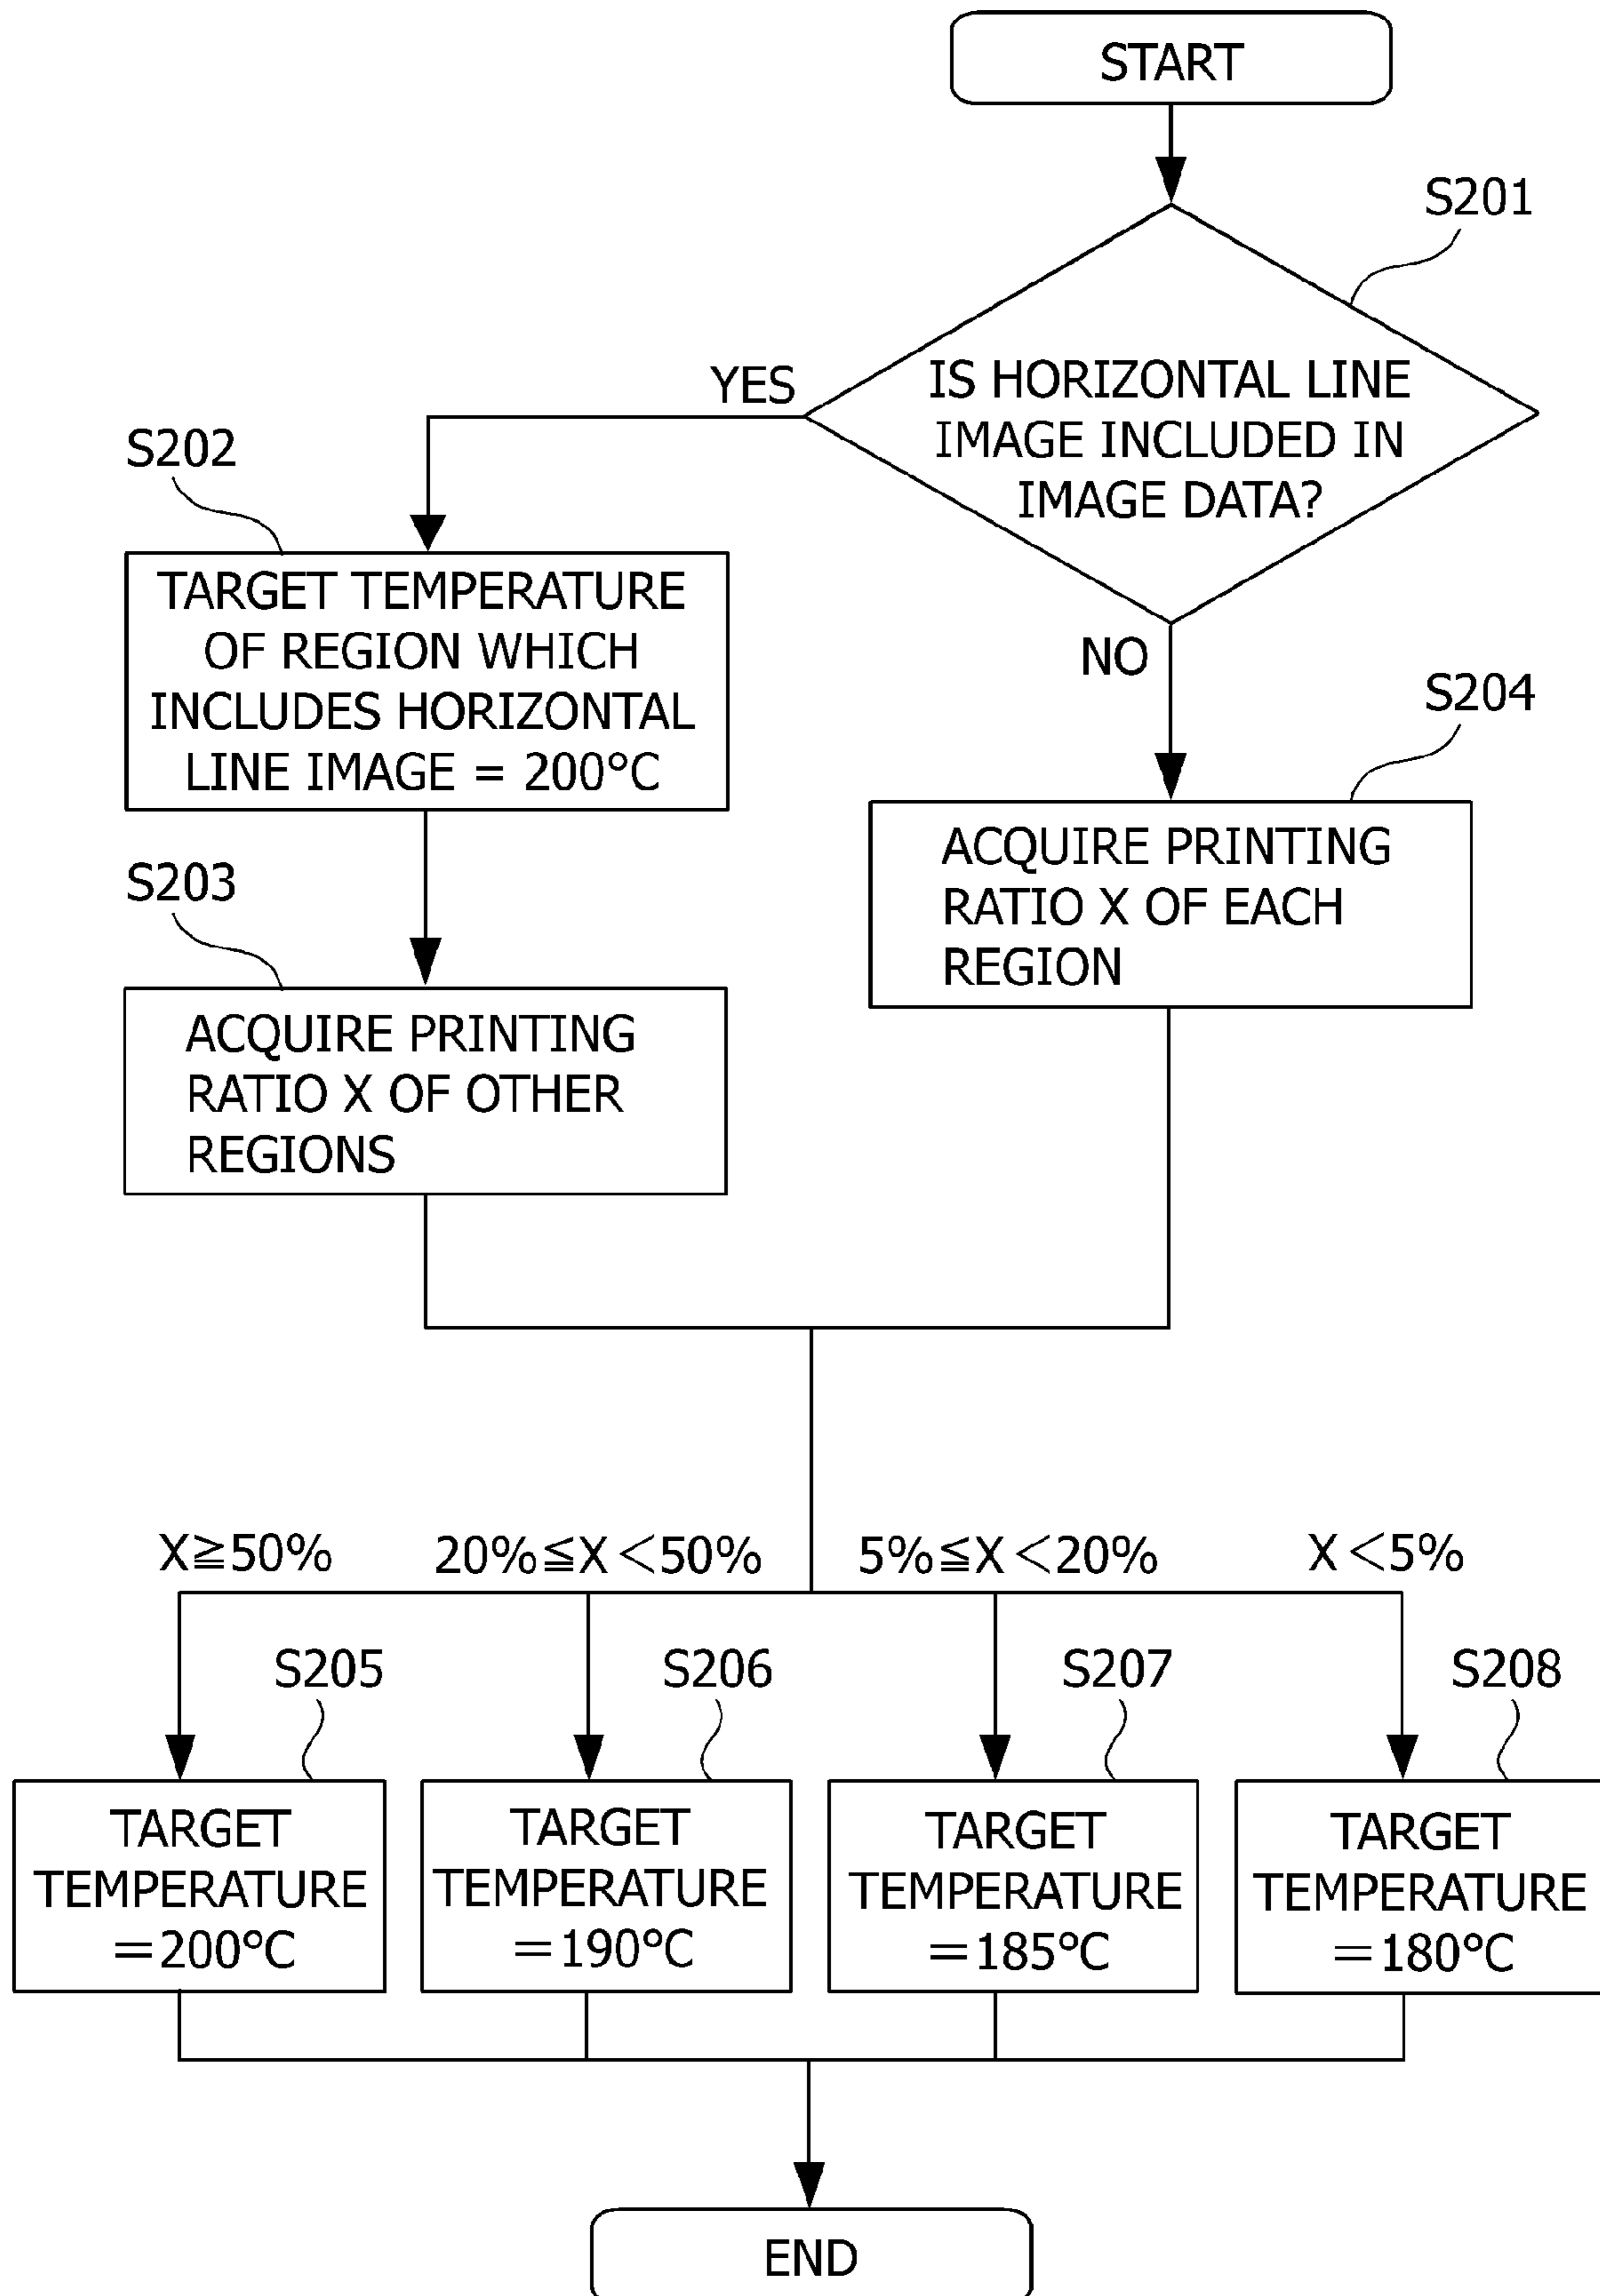 START
S201
IS HORIZONTAL LINE
IMAGE INCLUDED IN
IMAGE DATA?
YES
NO
S202
TARGET TEMPERATURE
OF REGION WHICH
INCLUDES HORIZONTAL
LINE IMAGE = 200°C
S203
ACQUIRE PRINTING
RATIO X OF OTHER
REGIONS
S204
ACQUIRE PRINTING
RATIO X OF EACH
REGION
X≧50%
20%≦X<50%
5%≦X<20%
X<5%
S205
TARGET
TEMPERATURE
=200°C
S206
TARGET
TEMPERATURE
=190°C
S207
TARGET
TEMPERATURE
=185°C
S208
TARGET
TEMPERATURE
=180°C
END